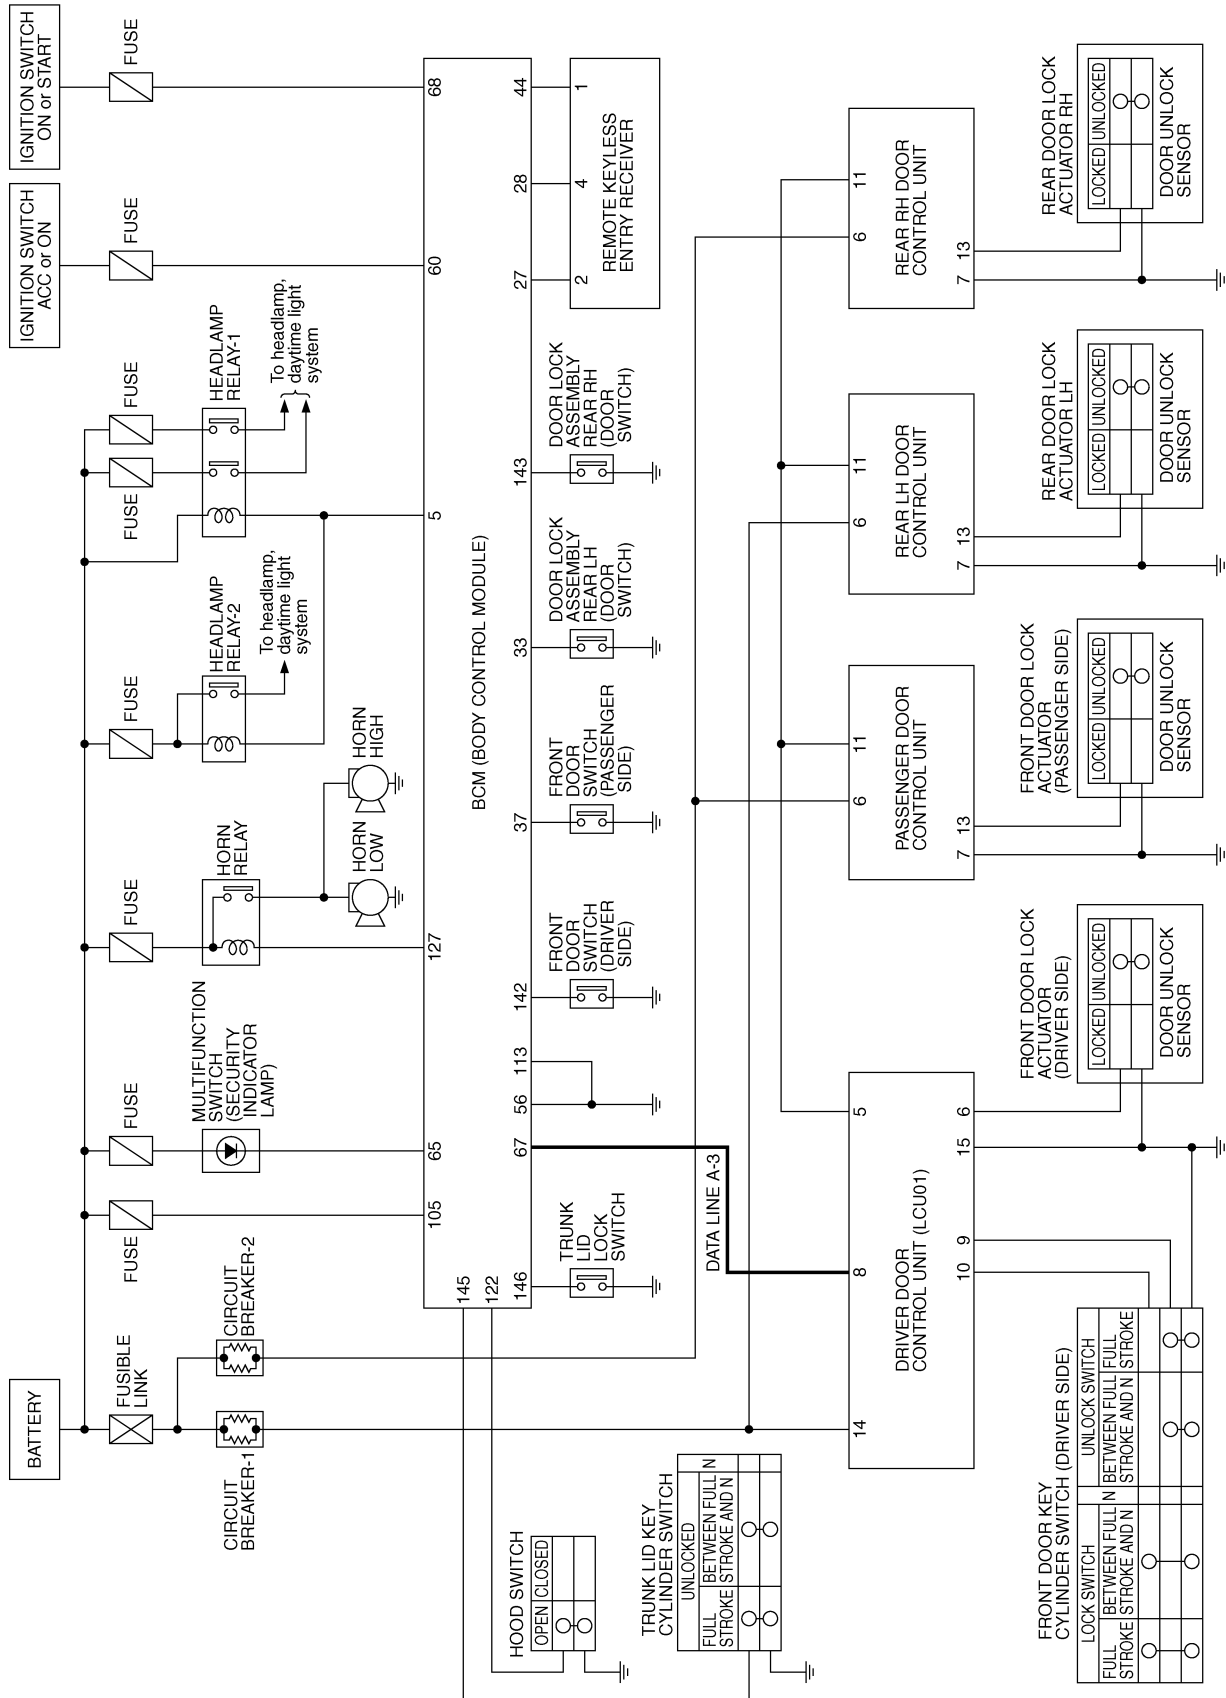 BATTERY
FUSIBLE
LINK
CIRCUIT
BREAKER-1
CIRCUIT
BREAKER-2
FUSE
FUSE
MULTIFUNCTION
SWITCH
(SECURITY
INDICATOR
LAMP)
FUSE
HORN
RELAY
HORN
LOW
HORN
HIGH
FUSE
HEADLAMP
RELAY-2
To headlamp,
daytime light
system
FUSE
FUSE
HEADLAMP
RELAY-1
To headlamp,
daytime light
system
IGNITION SWITCH
ACC or ON
FUSE
IGNITION SWITCH
ON or START
FUSE
105
65
127
5
60
68
BCM (BODY CONTROL MODULE)
145
122
146
67
56
113
142
37
33
143
27
28
44
TRUNK
LID
LOCK
SWITCH
FRONT
DOOR
SWITCH
(DRIVER
SIDE)
FRONT
DOOR
SWITCH
(PASSENGER
SIDE)
DOOR LOCK
ASSEMBLY
REAR LH
(DOOR
SWITCH)
DOOR LOCK
ASSEMBLY
REAR RH
(DOOR
SWITCH)
2
4
1
REMOTE KEYLESS
ENTRY RECEIVER
HOOD SWITCH
OPEN
CLOSED
TRUNK LID KEY
CYLINDER SWITCH
UNLOCKED
N
FULL
STROKE
BETWEEN FULL
STROKE AND N
DATA LINE A-3
14
8
5
DRIVER DOOR
CONTROL UNIT (LCU01)
10
9
15
6
6
11
PASSENGER DOOR
CONTROL UNIT
7
13
6
11
REAR LH DOOR
CONTROL UNIT
7
13
6
11
REAR RH DOOR
CONTROL UNIT
7
13
FRONT DOOR KEY
CYLINDER SWITCH (DRIVER SIDE)
LOCK SWITCH
N
UNLOCK SWITCH
FULL
STROKE
BETWEEN FULL
STROKE AND N
BETWEEN FULL
STROKE AND N
FULL
STROKE
FRONT DOOR LOCK
ACTUATOR
(DRIVER SIDE)
LOCKED
UNLOCKED
DOOR UNLOCK
SENSOR
FRONT DOOR LOCK
ACTUATOR
(PASSENGER SIDE)
LOCKED
UNLOCKED
DOOR UNLOCK
SENSOR
REAR DOOR LOCK
ACTUATOR LH
LOCKED
UNLOCKED
DOOR UNLOCK
SENSOR
REAR DOOR LOCK
ACTUATOR RH
LOCKED
UNLOCKED
DOOR UNLOCK
SENSOR